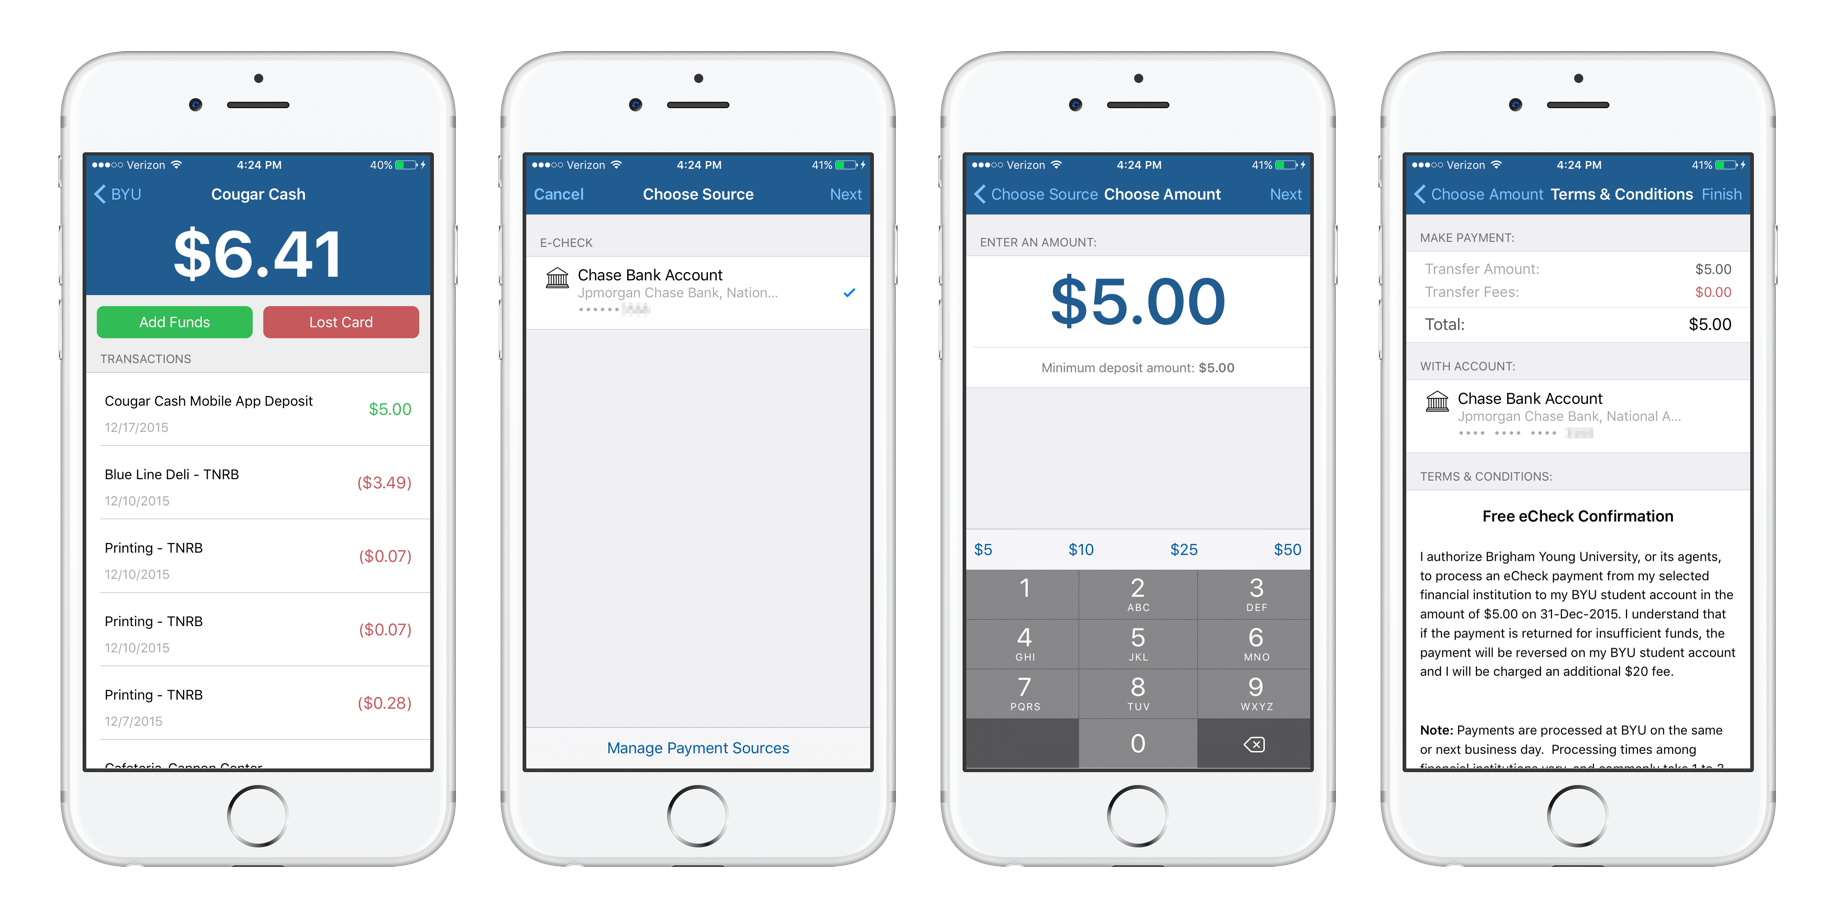 Verizon 4:24 PM 40%
BYU Cougar Cash
$6.41
Add Funds Lost Card
TRANSACTIONS
Cougar Cash Mobile App Deposit
$5.00
12/17/2015
Blue Line Deli - TNRB
($3.49)
12/10/2015
Printing - TNRB
($0.07)
12/10/2015
Printing - TNRB
($0.07)
12/10/2015
Printing - TNRB
($0.28)
12/7/2015
Cafeteria, Cannon Center
Verizon 4:24 PM 41%
Cancel Choose Source Next
E-CHECK
Chase Bank Account
Jpmorgan Chase Bank, Nation...
Manage Payment Sources
Verizon 4:24 PM 41%
Choose Source Choose Amount Next
ENTER AN AMOUNT:
$5.00
Minimum deposit amount: $5.00
$5 $10 $25 $50
1 2 3
ABC DEF
4 5 6
GHI JKL MNO
7 8 9
PQRS TUV WXYZ
0
Verizon 4:24 PM 41%
Choose Amount Terms & Conditions Finish
MAKE PAYMENT:
Transfer Amount: $5.00
Transfer Fees: $0.00
Total: $5.00
WITH ACCOUNT:
Chase Bank Account
Jpmorgan Chase Bank, National A...
TERMS & CONDITIONS:
Free eCheck Confirmation
I authorize Brigham Young University, or its agents,
to process an eCheck payment from my selected
financial institution to my BYU student account in the
amount of $5.00 on 31-Dec-2015. I understand that
if the payment is returned for insufficient funds, the
payment will be reversed on my BYU student account
and I will be charged an additional $20 fee.
Note: Payments are processed at BYU on the same
or next business day. Processing times among
financial institutions vary, and commonly take 1 to 3